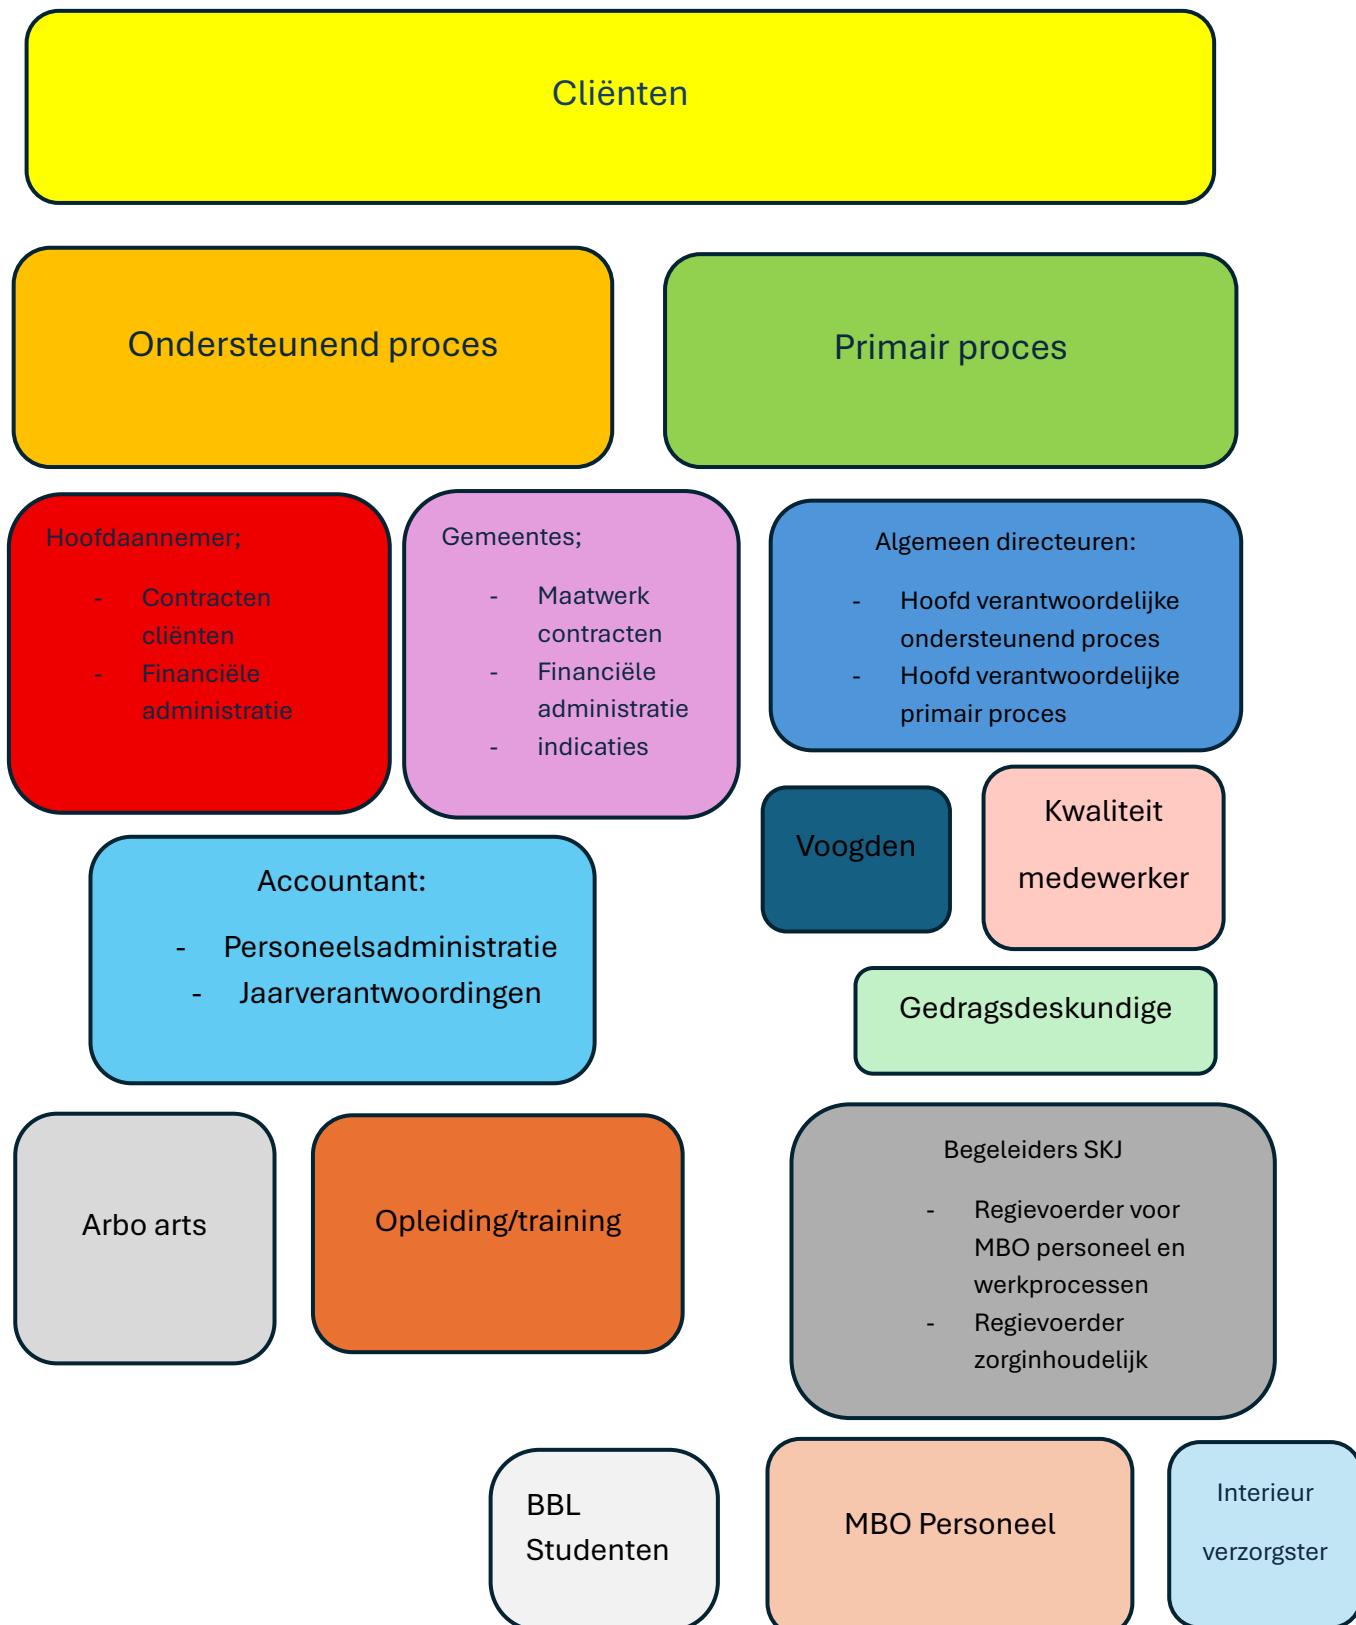 Cliënten
Ondersteunend proces
Primair proces
Hoofdaannemer;
- Contracten
cliënten
- Financiële
administratie
Gemeentes;
- Maatwerk
contracten
- Financiële
administratie
- indicaties
Algemeen directeuren:
- Hoofd verantwoordelijke
ondersteunend proces
- Hoofd verantwoordelijke
primair proces
Voogden
Kwaliteit
medewerker
Accountant:
- Personeelsadministratie
- Jaarverantwoordingen
Gedragsdeskundige
Arbo arts
Opleiding/training
Begeleiders SKJ
- Regievoerder voor
MBO personeel en
werkprocessen
- Regievoerder
zorginhoudelijk
BBL
Studenten
MBO Personeel
Interieur
verzorgster